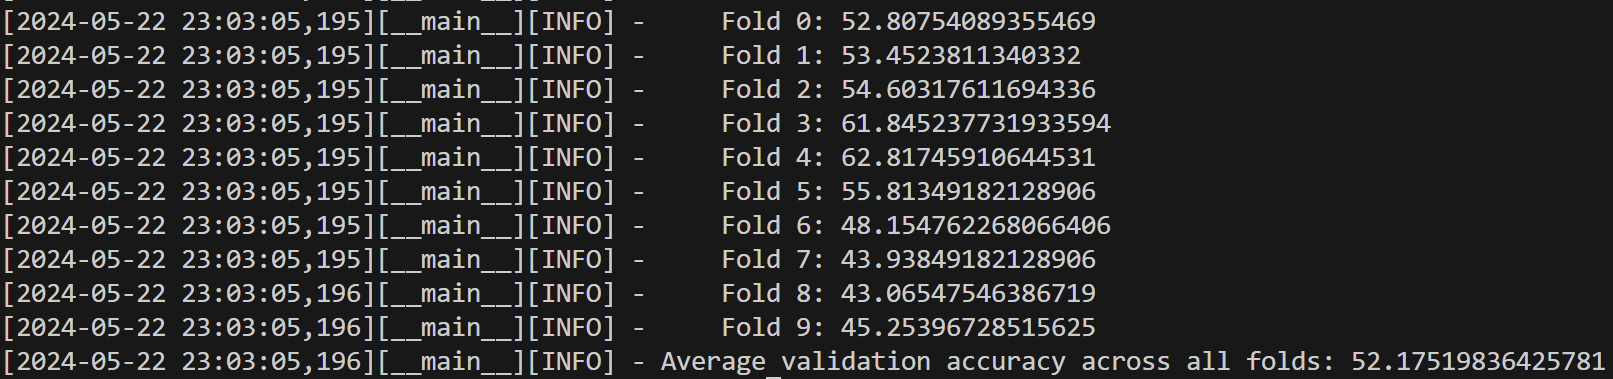 [2024-05-22 23:03:05,195][__main__][INFO] -     Fold 0: 52.80754089355469
[2024-05-22 23:03:05,195][__main__][INFO] -     Fold 1: 53.4523811340332
[2024-05-22 23:03:05,195][__main__][INFO] -     Fold 2: 54.60317611694336
[2024-05-22 23:03:05,195][__main__][INFO] -     Fold 3: 61.845237731933594
[2024-05-22 23:03:05,195][__main__][INFO] -     Fold 4: 62.81745910644531
[2024-05-22 23:03:05,195][__main__][INFO] -     Fold 5: 55.81349182128906
[2024-05-22 23:03:05,195][__main__][INFO] -     Fold 6: 48.154762268066406
[2024-05-22 23:03:05,195][__main__][INFO] -     Fold 7: 43.93849182128906
[2024-05-22 23:03:05,196][__main__][INFO] -     Fold 8: 43.06547546386719
[2024-05-22 23:03:05,196][__main__][INFO] -     Fold 9: 45.25396728515625
[2024-05-22 23:03:05,196][__main__][INFO] - Average validation accuracy across all folds: 52.17519836425781